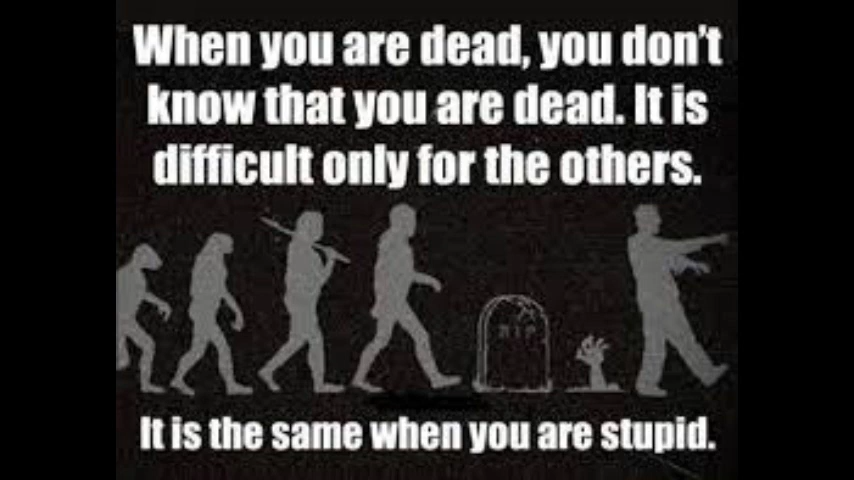 When you are dead, you don't
know that you are dead. It is
difficult only for the others.
RIP
It is the same when you are stupid.